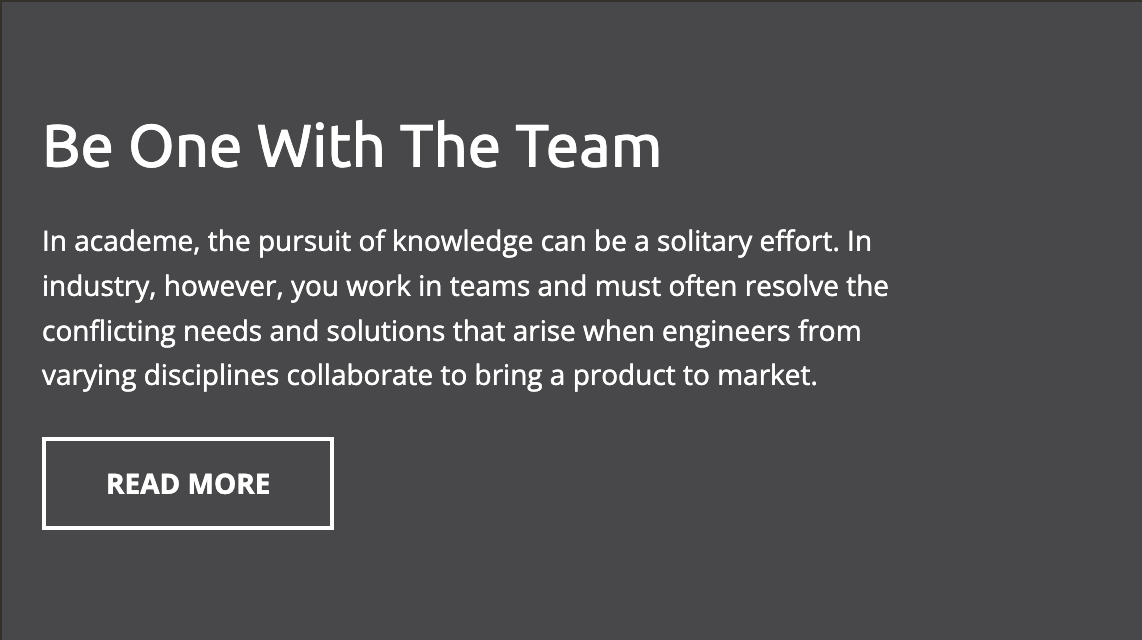 Be One With The Team
In academe, the pursuit of knowledge can be a solitary effort. In
industry, however, you work in teams and must often resolve the
conflicting needs and solutions that arise when engineers from
varying disciplines collaborate to bring a product to market.
READ MORE